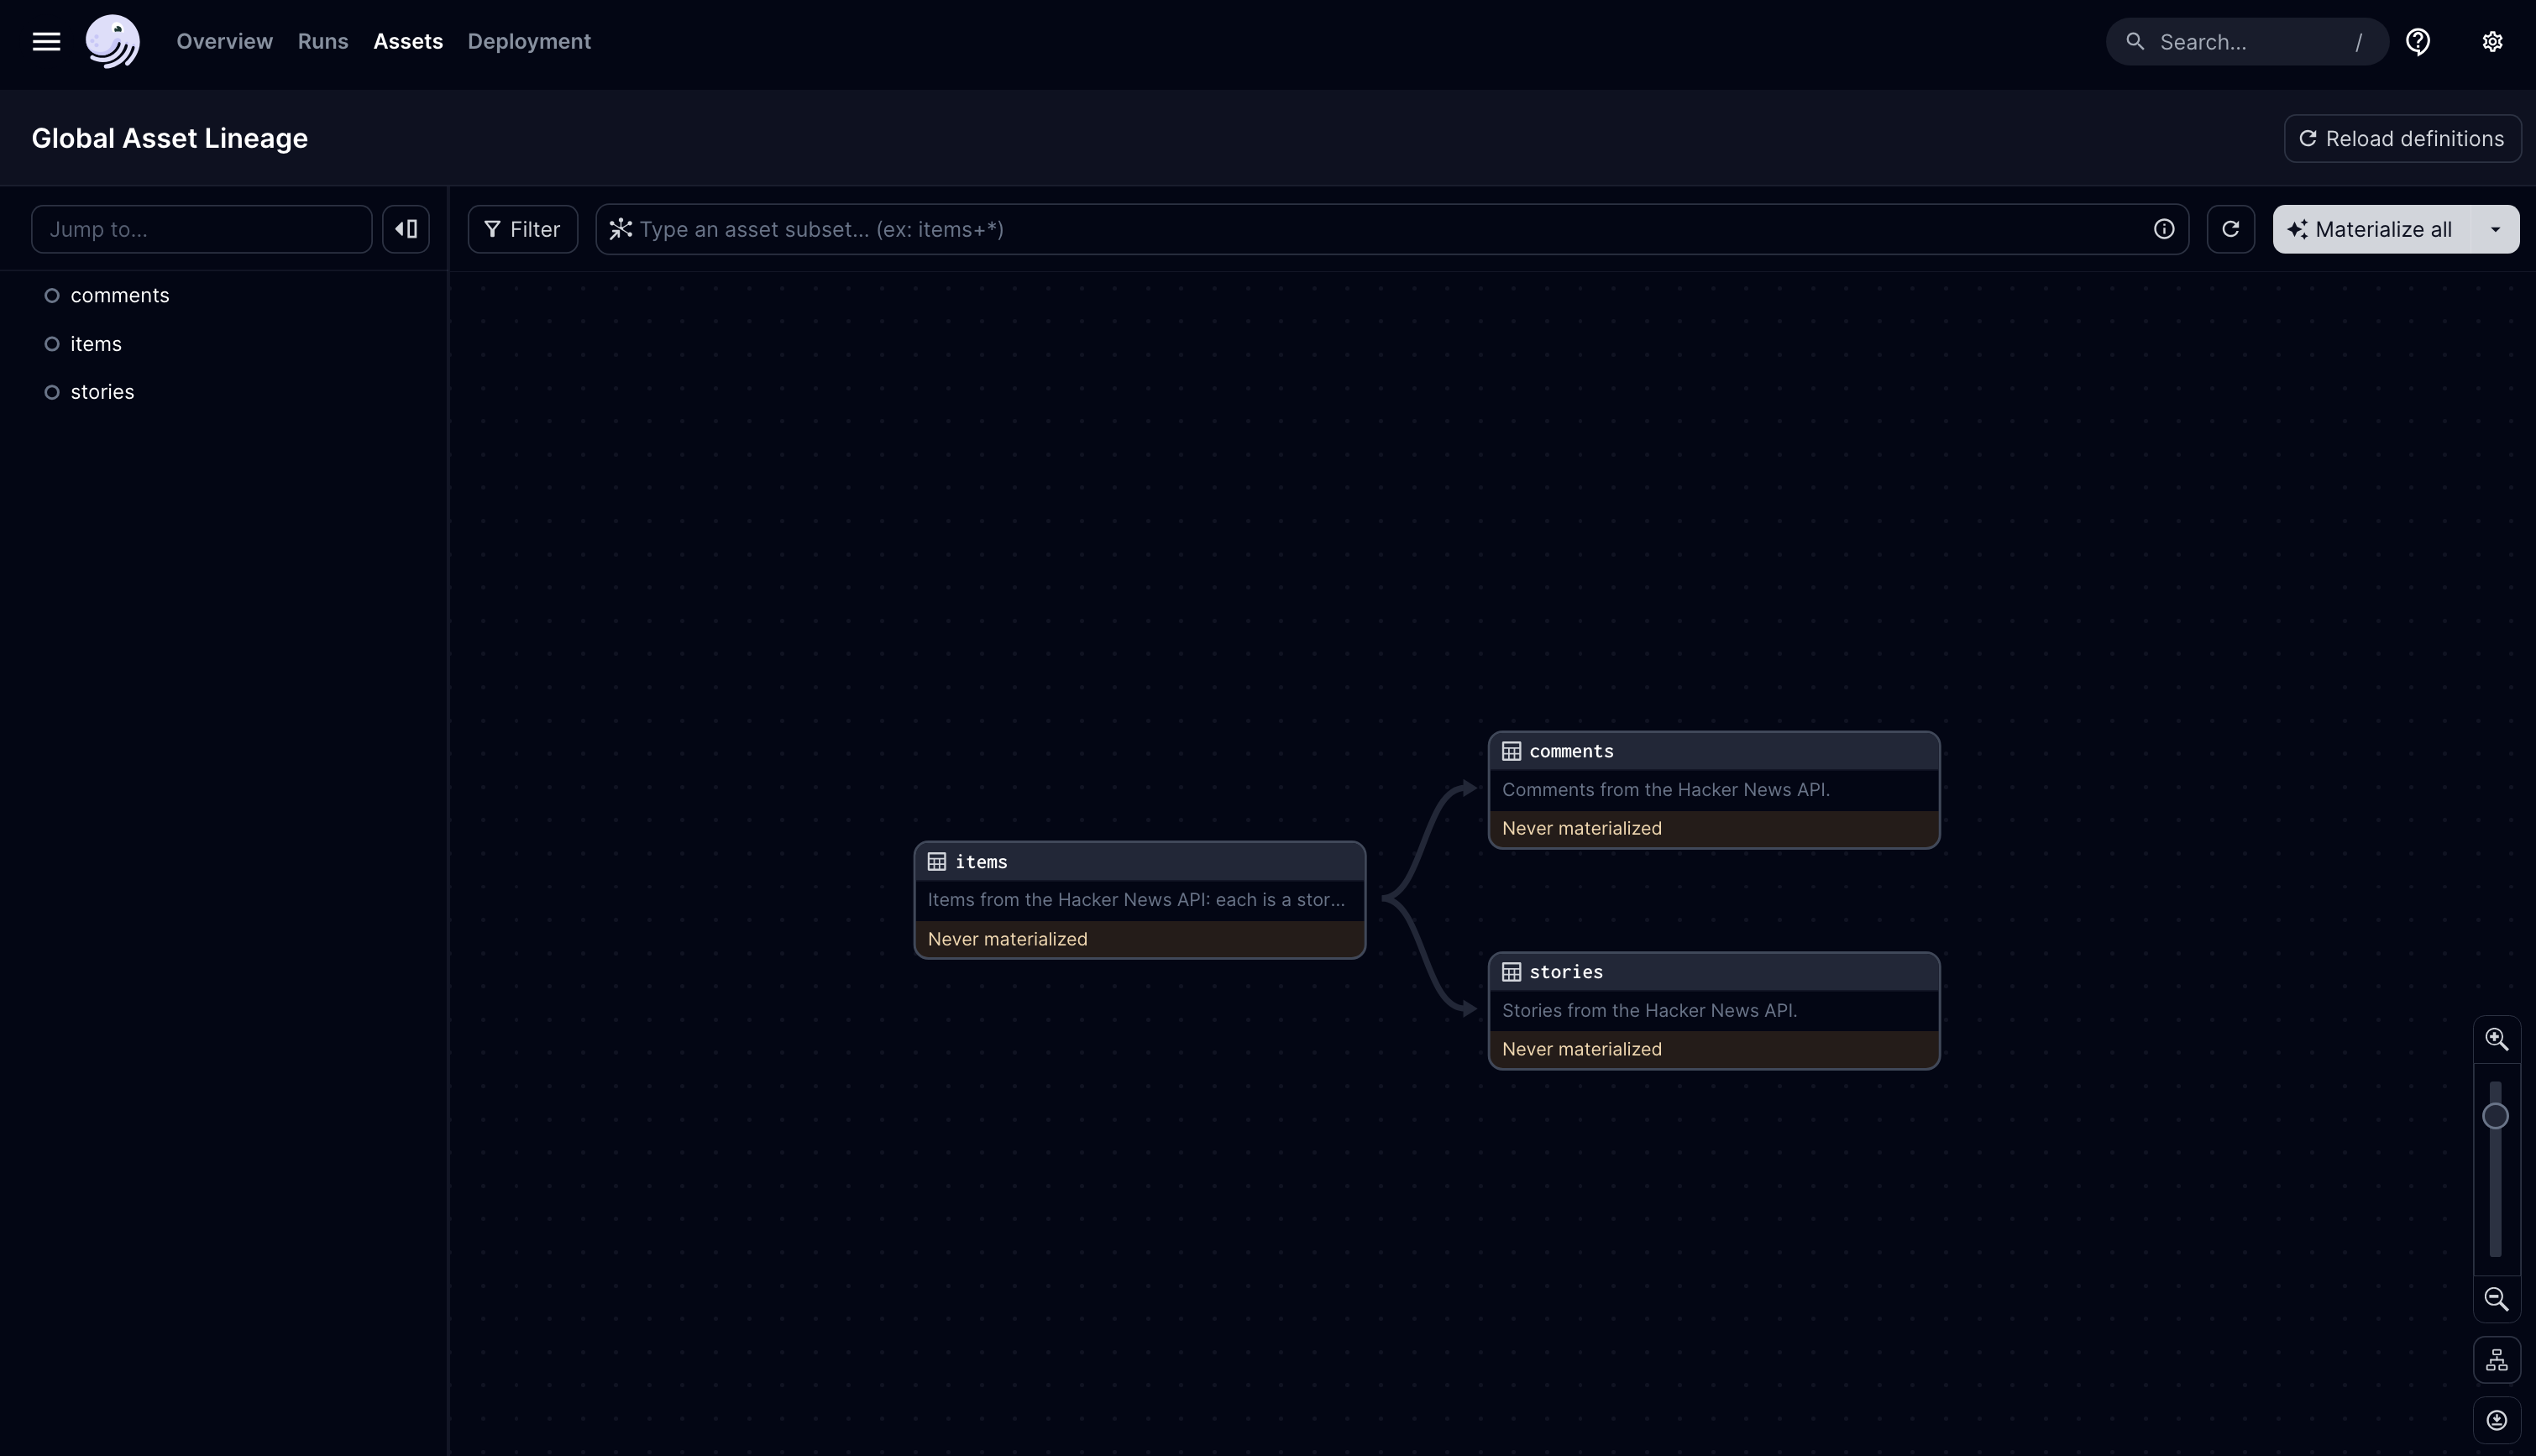 Overview Runs Assets Deployment
Search... /
Global Asset Lineage
Reload definitions
Jump to...
Filter
Type an asset subset... (ex: items+*)
Materialize all
comments
items
stories
comments
Comments from the Hacker News API.
Never materialized
items
Items from the Hacker News API: each is a stor...
Never materialized
stories
Stories from the Hacker News API.
Never materialized